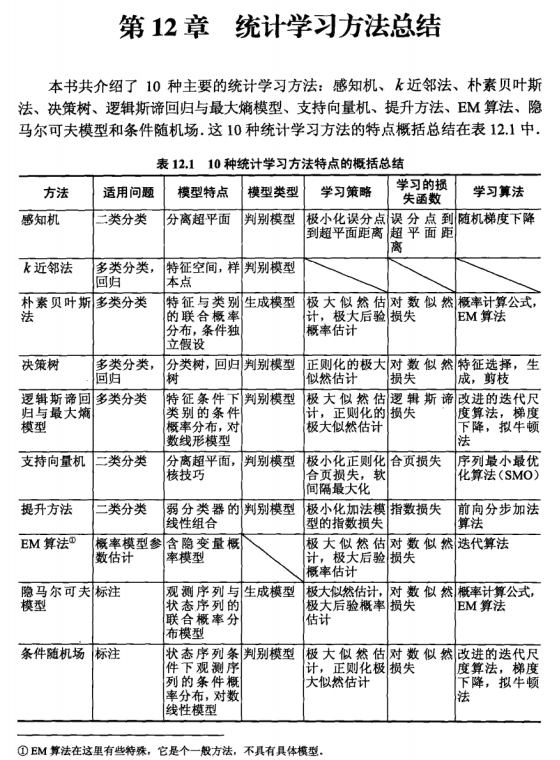 第 12 章　统计学习方法总结
本书共介绍了 10 种主要的统计学习方法：感知机、k 近邻法、朴素贝叶斯
法、决策树、逻辑斯谛回归与最大熵模型、支持向量机、提升方法、EM 算法、隐
马尔可夫模型和条件随机场．这 10 种统计学习方法的特点概括总结在表 12.1 中．
表 12.1　10 种统计学习方法特点的概括总结
方法　适用问题　模型特点　模型类型　学习策略　学习的损　学习算法
失函数
感知机　二类分类　分离超平面　判别模型　极小化误分点　误分点到　随机梯度下降
到超平面距离　超平面距
离
k 近邻法　多类分类，　特征空间，样　判别模型
回归　本点
朴素贝叶斯　多类分类　特征与类别　生成模型　极大似然估　对数似然　概率计算公式，
法　的联合概率　计，极大后验　损失　EM 算法
分布，条件独　概率估计
立假设
决策树　多类分类，　分类树，回归　判别模型　正则化的极大　对数似然　特征选择，生
回归　树　似然估计　损失　成，剪枝
逻辑斯谛回　多类分类　特征条件下　判别模型　极大似然估　逻辑斯谛　改进的迭代尺
归与最大熵　类别的条件　计，正则化的　损失　度算法，梯度
模型　概率分布，对　极大似然估计　下降，拟牛顿
数线形模型　法
支持向量机　二类分类　分离超平面，　判别模型　极小化正则化　合页损失　序列最小最优
核技巧　合页损失，软　化算法（SMO）
间隔最大化
提升方法　二类分类　弱分类器的　判别模型　极小化加法模　指数损失　前向分步加法
线性组合　型的指数损失　算法
EM 算法①　概率模型参　含隐变量概　极大似然估　对数似然　迭代算法
数估计　率模型　计，极大后验　损失
概率估计
隐马尔可夫　标注　观测序列与　生成模型　极大似然估计，　对数似然　概率计算公式，
模型　状态序列的　极大后验概率　损失　EM 算法
联合概率分　估计
布模型
条件随机场　标注　状态序列条　判别模型　极大似然估　对数似然　改进的迭代尺
件下观测序　计，正则化极　损失　度算法，梯度
列的条件概　大似然估计　下降，拟牛顿
率分布，对数　法
线性模型
① EM 算法在这里有些特殊，它是个一般方法，不具有具体模型．